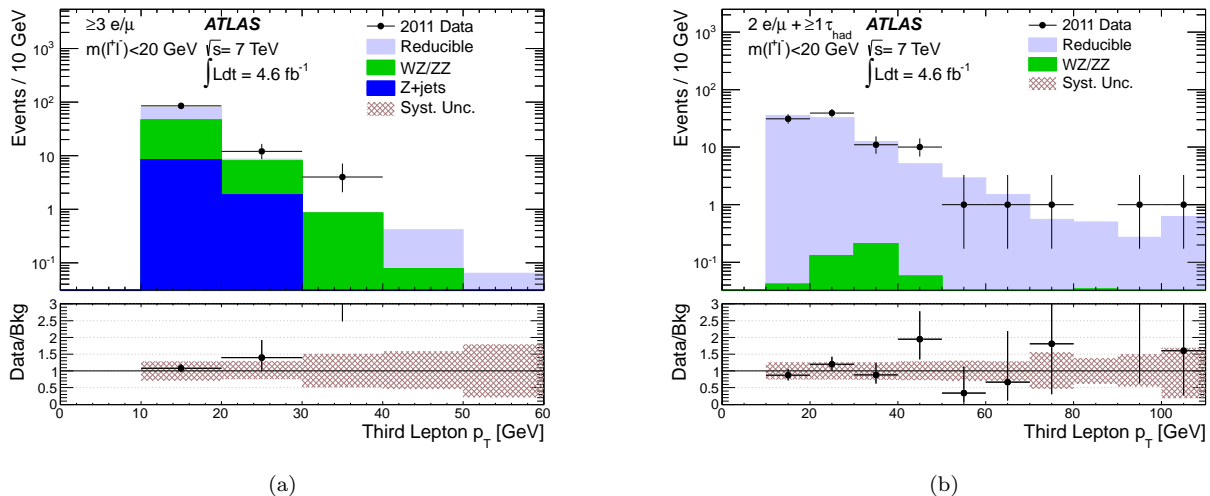 ≥3 e/μ ATLAS
m(l⁺l⁻)<20 GeV √s= 7 TeV
∫Ldt = 4.6 fb⁻¹
2011 Data
Reducible
WZ/ZZ
Z+jets
Syst. Unc.
Events / 10 GeV
10³
10²
10
1
10⁻¹
Data/Bkg
3
2.5
2
1.5
1
0.5
0
0 10 20 30 40 50 60
Third Lepton p_T [GeV]
(a)
2 e/μ + ≥1 τ_had ATLAS
m(l⁺l⁻)<20 GeV √s= 7 TeV
∫Ldt = 4.6 fb⁻¹
2011 Data
Reducible
WZ/ZZ
Syst. Unc.
Events / 10 GeV
10³
10²
10
1
10⁻¹
Data/Bkg
3
2.5
2
1.5
1
0.5
0
0 20 40 60 80 100
Third Lepton p_T [GeV]
(b)